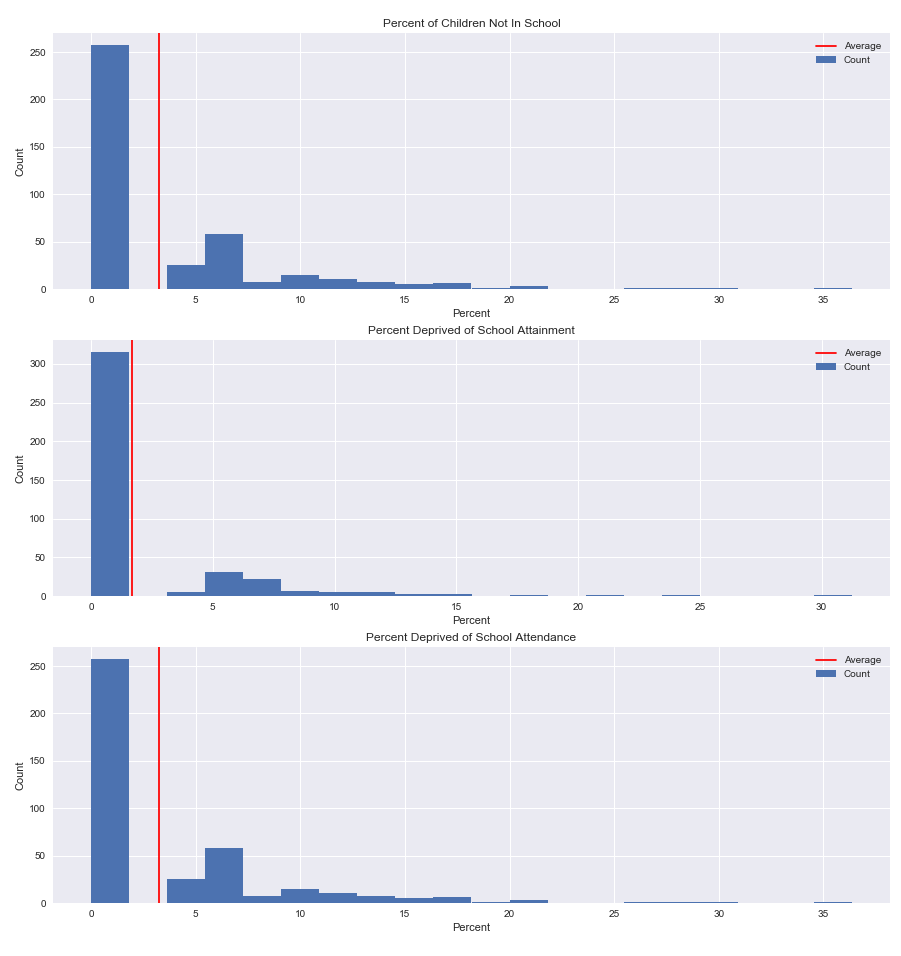 Percent of Children Not In School
Average
Count
250
200
150
100
50
0
Count
0 5 10 15 20 25 30 35
Percent
Percent Deprived of School Attainment
Average
Count
300
250
200
150
100
50
0
Count
0 5 10 15 20 25 30
Percent
Percent Deprived of School Attendance
Average
Count
250
200
150
100
50
0
Count
0 5 10 15 20 25 30 35
Percent